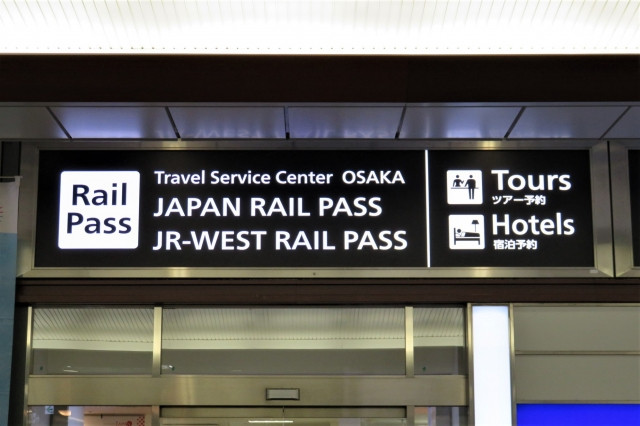 Rail
Pass
Travel Service Center OSAKA
JAPAN RAIL PASS
JR-WEST RAIL PASS
Tours
ツアー予約
Hotels
宿泊予約